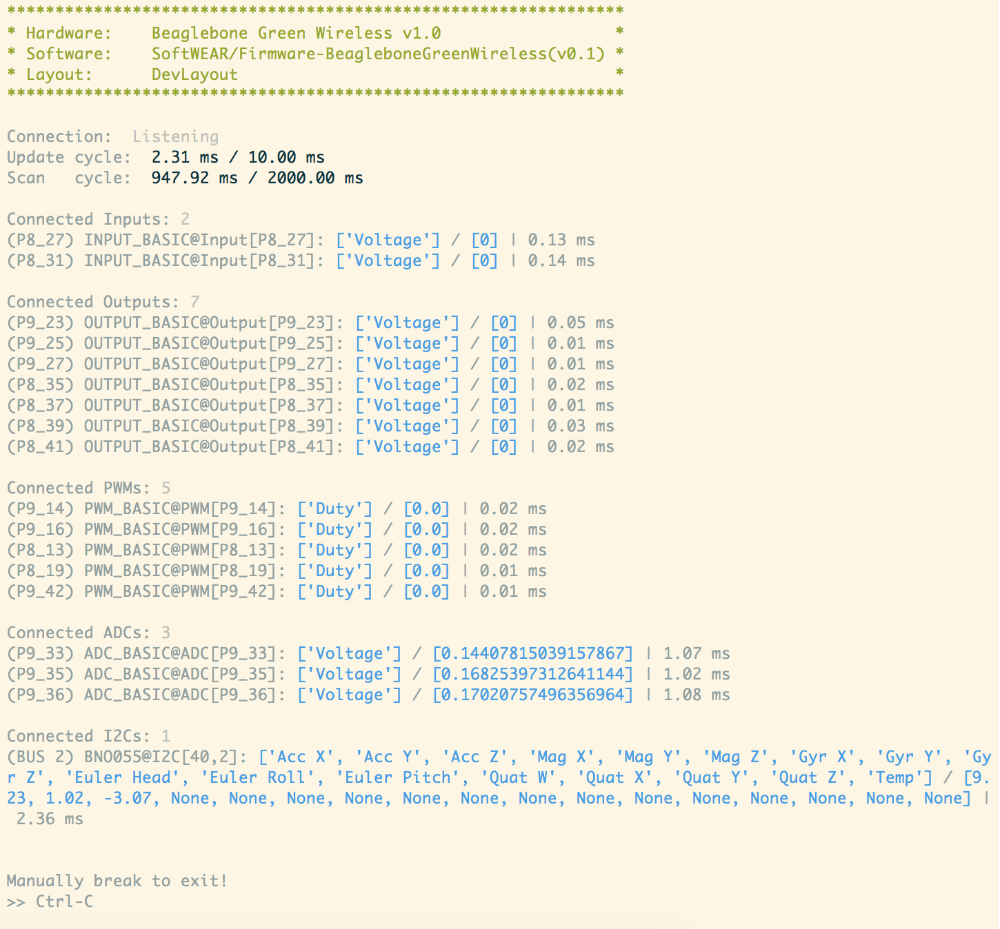 ****************************************************************
* Hardware:    Beaglebone Green Wireless v1.0                  *
* Software:    SoftWEAR/Firmware-BeagleboneGreenWireless(v0.1) *
* Layout:      DevLayout                                       *
****************************************************************
Connection:  Listening
Update cycle:  2.31 ms / 10.00 ms
Scan   cycle:  947.92 ms / 2000.00 ms
Connected Inputs: 2
(P8_27) INPUT_BASIC@Input[P8_27]: ['Voltage'] / [0] | 0.13 ms
(P8_31) INPUT_BASIC@Input[P8_31]: ['Voltage'] / [0] | 0.14 ms
Connected Outputs: 7
(P9_23) OUTPUT_BASIC@Output[P9_23]: ['Voltage'] / [0] | 0.05 ms
(P9_25) OUTPUT_BASIC@Output[P9_25]: ['Voltage'] / [0] | 0.01 ms
(P9_27) OUTPUT_BASIC@Output[P9_27]: ['Voltage'] / [0] | 0.01 ms
(P8_35) OUTPUT_BASIC@Output[P8_35]: ['Voltage'] / [0] | 0.02 ms
(P8_37) OUTPUT_BASIC@Output[P8_37]: ['Voltage'] / [0] | 0.01 ms
(P8_39) OUTPUT_BASIC@Output[P8_39]: ['Voltage'] / [0] | 0.03 ms
(P8_41) OUTPUT_BASIC@Output[P8_41]: ['Voltage'] / [0] | 0.02 ms
Connected PWMs: 5
(P9_14) PWM_BASIC@PWM[P9_14]: ['Duty'] / [0.0] | 0.02 ms
(P9_16) PWM_BASIC@PWM[P9_16]: ['Duty'] / [0.0] | 0.02 ms
(P8_13) PWM_BASIC@PWM[P8_13]: ['Duty'] / [0.0] | 0.02 ms
(P8_19) PWM_BASIC@PWM[P8_19]: ['Duty'] / [0.0] | 0.01 ms
(P9_42) PWM_BASIC@PWM[P9_42]: ['Duty'] / [0.0] | 0.01 ms
Connected ADCs: 3
(P9_33) ADC_BASIC@ADC[P9_33]: ['Voltage'] / [0.14407815039157867] | 1.07 ms
(P9_35) ADC_BASIC@ADC[P9_35]: ['Voltage'] / [0.16825397312641144] | 1.02 ms
(P9_36) ADC_BASIC@ADC[P9_36]: ['Voltage'] / [0.17020757496356964] | 1.08 ms
Connected I2Cs: 1
(BUS 2) BNO055@I2C[40,2]: ['Acc X', 'Acc Y', 'Acc Z', 'Mag X', 'Mag Y', 'Mag Z', 'Gyr X', 'Gyr Y', 'Gy
r Z', 'Euler Head', 'Euler Roll', 'Euler Pitch', 'Quat W', 'Quat X', 'Quat Y', 'Quat Z', 'Temp'] / [9.
23, 1.02, -3.07, None, None, None, None, None, None, None, None, None, None, None, None, None, None] |
2.36 ms
Manually break to exit!
>> Ctrl-C